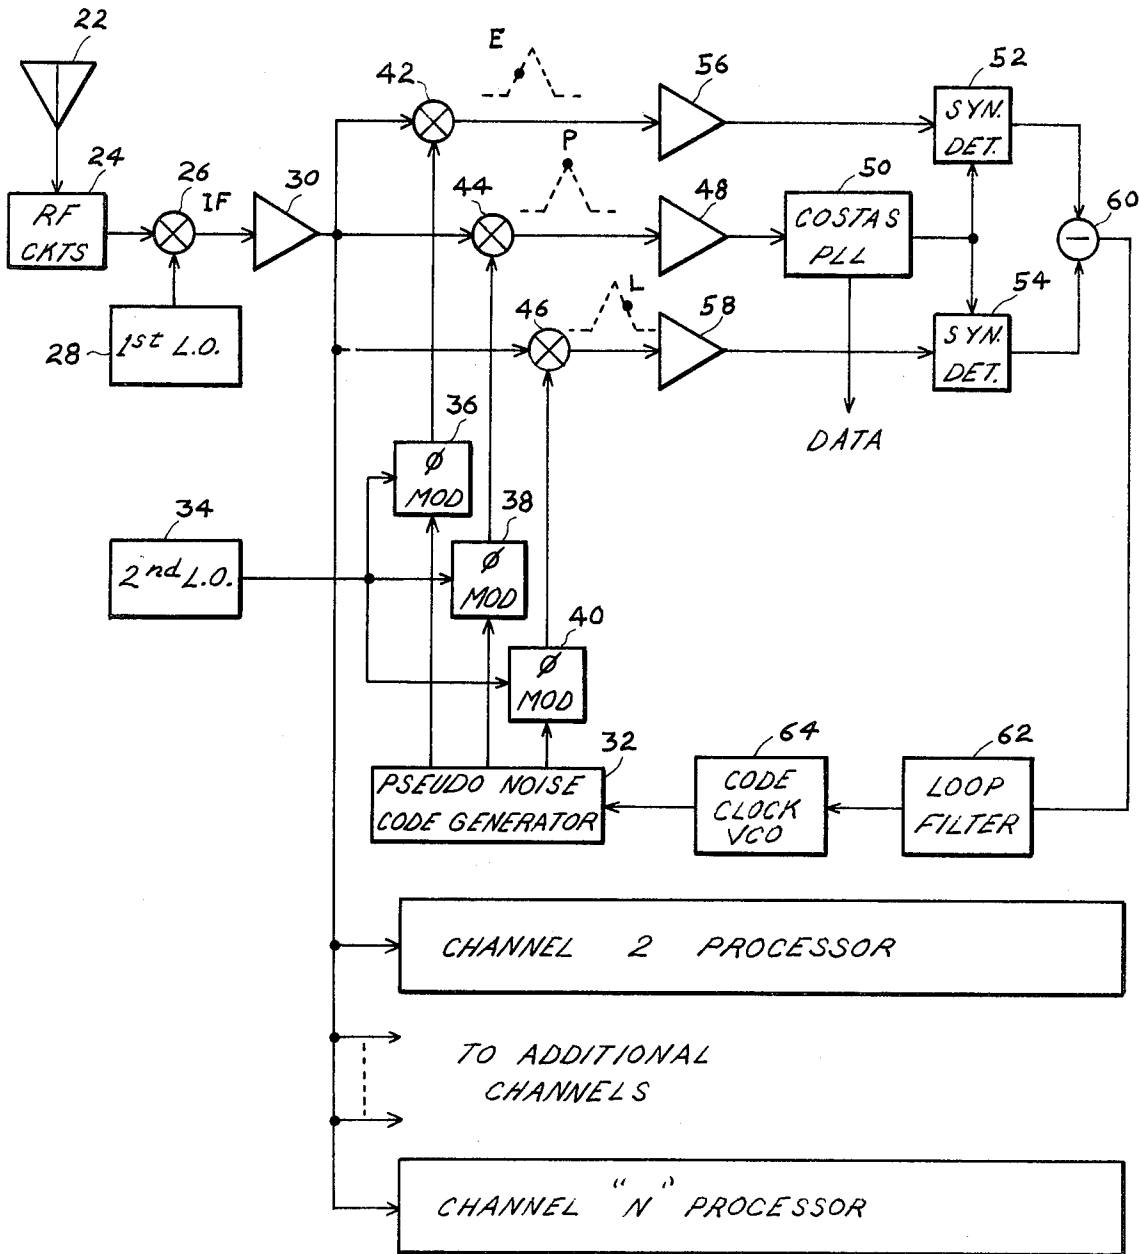 22
E
42
56
52
SYN.
DET.
P
24
RF
CKTS
26
IF
30
44
48
50
COSTAS
PLL
60
−
L
46
58
54
SYN.
DET.
28
1st L.O.
DATA
36
ϕ
MOD
34
2nd L.O.
38
ϕ
MOD
40
ϕ
MOD
32
PSEUDO NOISE
CODE GENERATOR
64
CODE
CLOCK
VCO
62
LOOP
FILTER
CHANNEL 2 PROCESSOR
TO ADDITIONAL
CHANNELS
CHANNEL "N" PROCESSOR